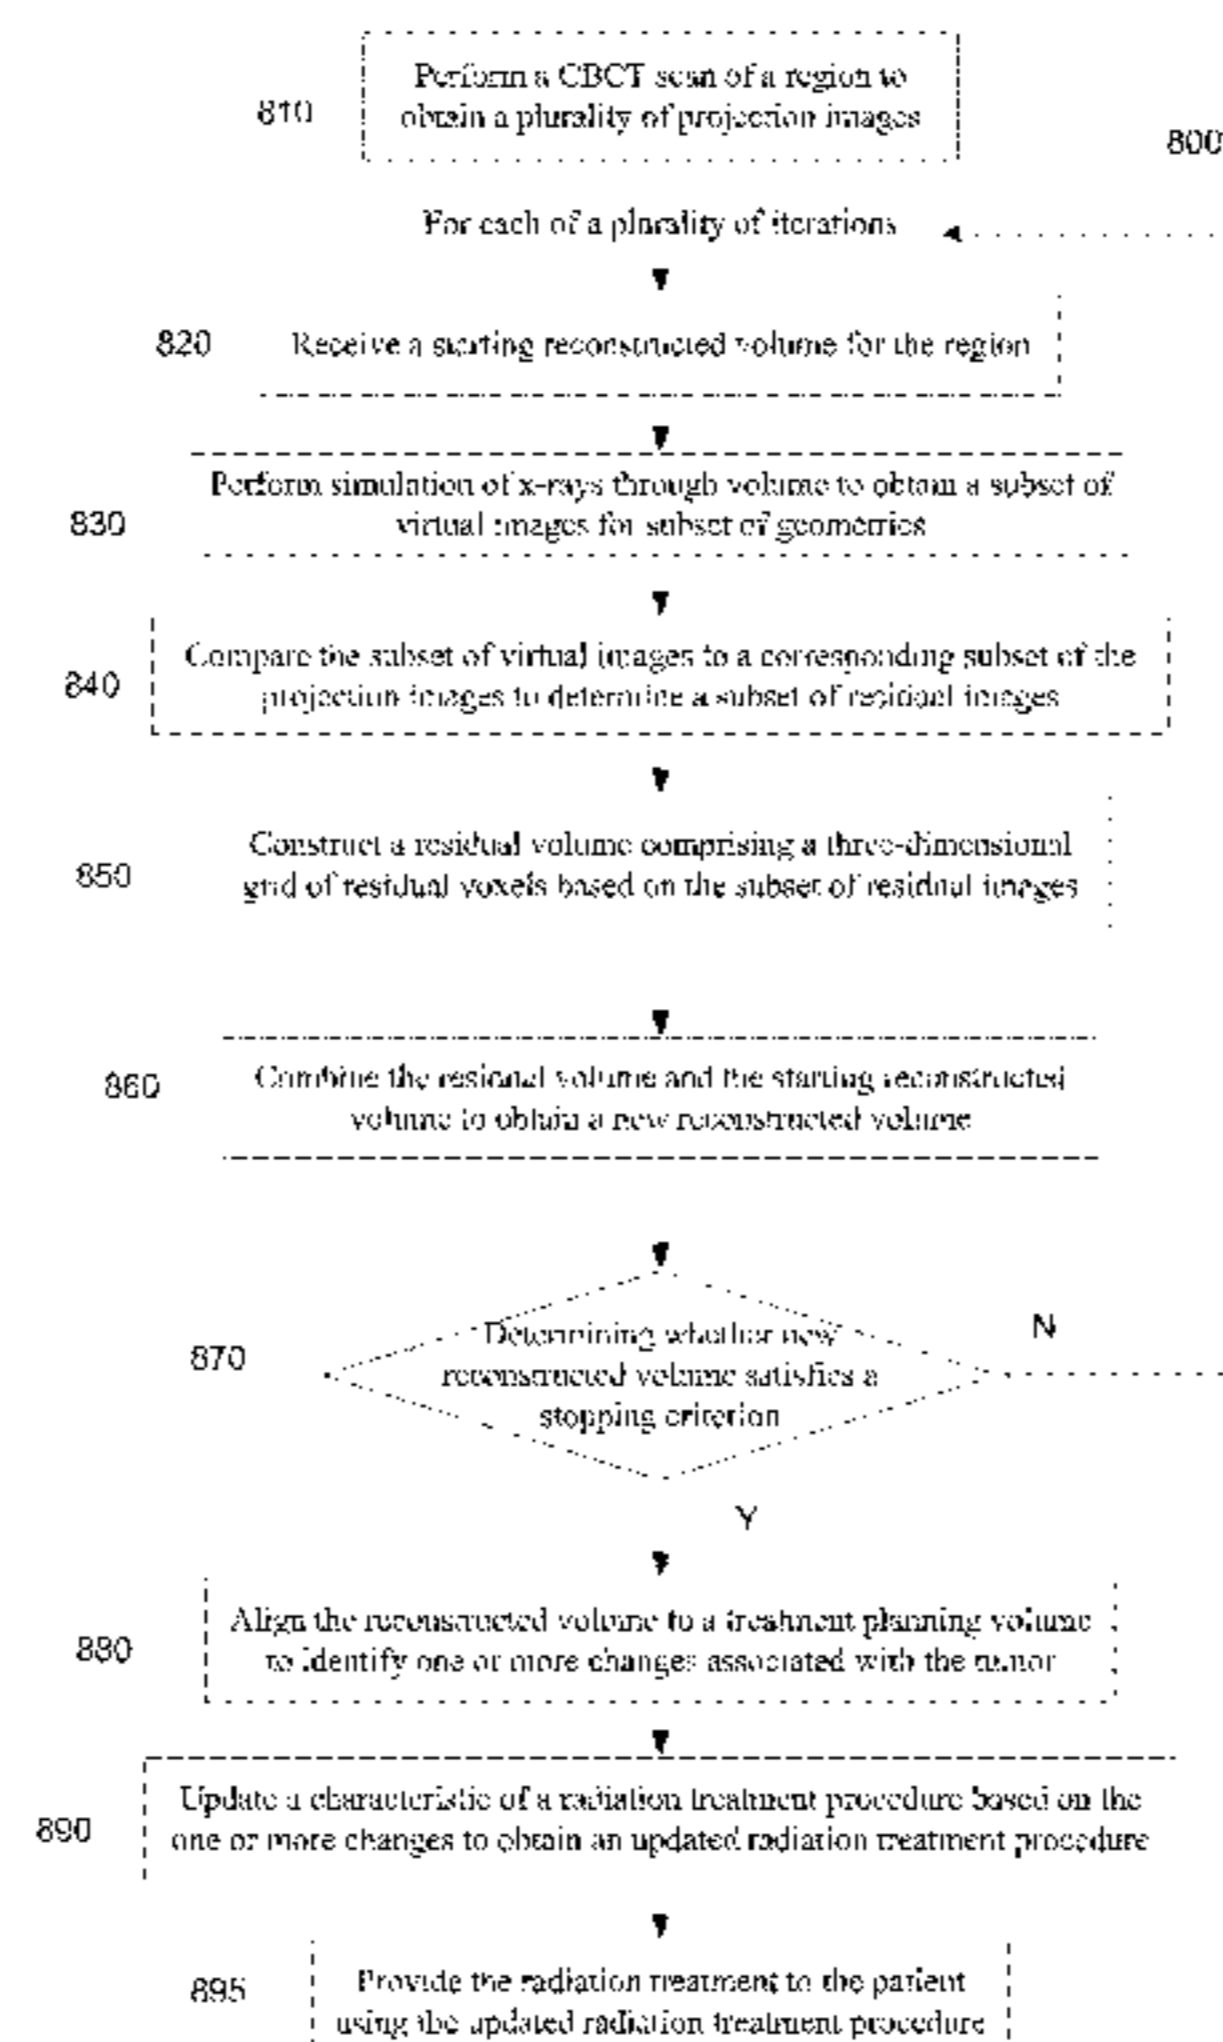 Perform a CBCT scan of a region to
obtain a plurality of projection images
810
800
For each of a plurality of iterations
820
Receive a starting reconstructed volume for the region
Perform simulation of x-rays through volume to obtain a subset of
virtual images for subset of geometries
830
Compare the subset of virtual images to a corresponding subset of the
projection images to determine a subset of residual images
840
Construct a residual volume comprising a three-dimensional
grid of residual voxels based on the subset of residual images
850
Combine the residual volume and the starting reconstructed
volume to obtain a new reconstructed volume
860
Determining whether new
reconstructed volume satisfies a
stopping criterion
870
N
Y
Align the reconstructed volume to a treatment planning volume
to identify one or more changes associated with the tumor
880
Update a characteristic of a radiation treatment procedure based on the
one or more changes to obtain an updated radiation treatment procedure
890
Provide the radiation treatment to the patient
using the updated radiation treatment procedure
895